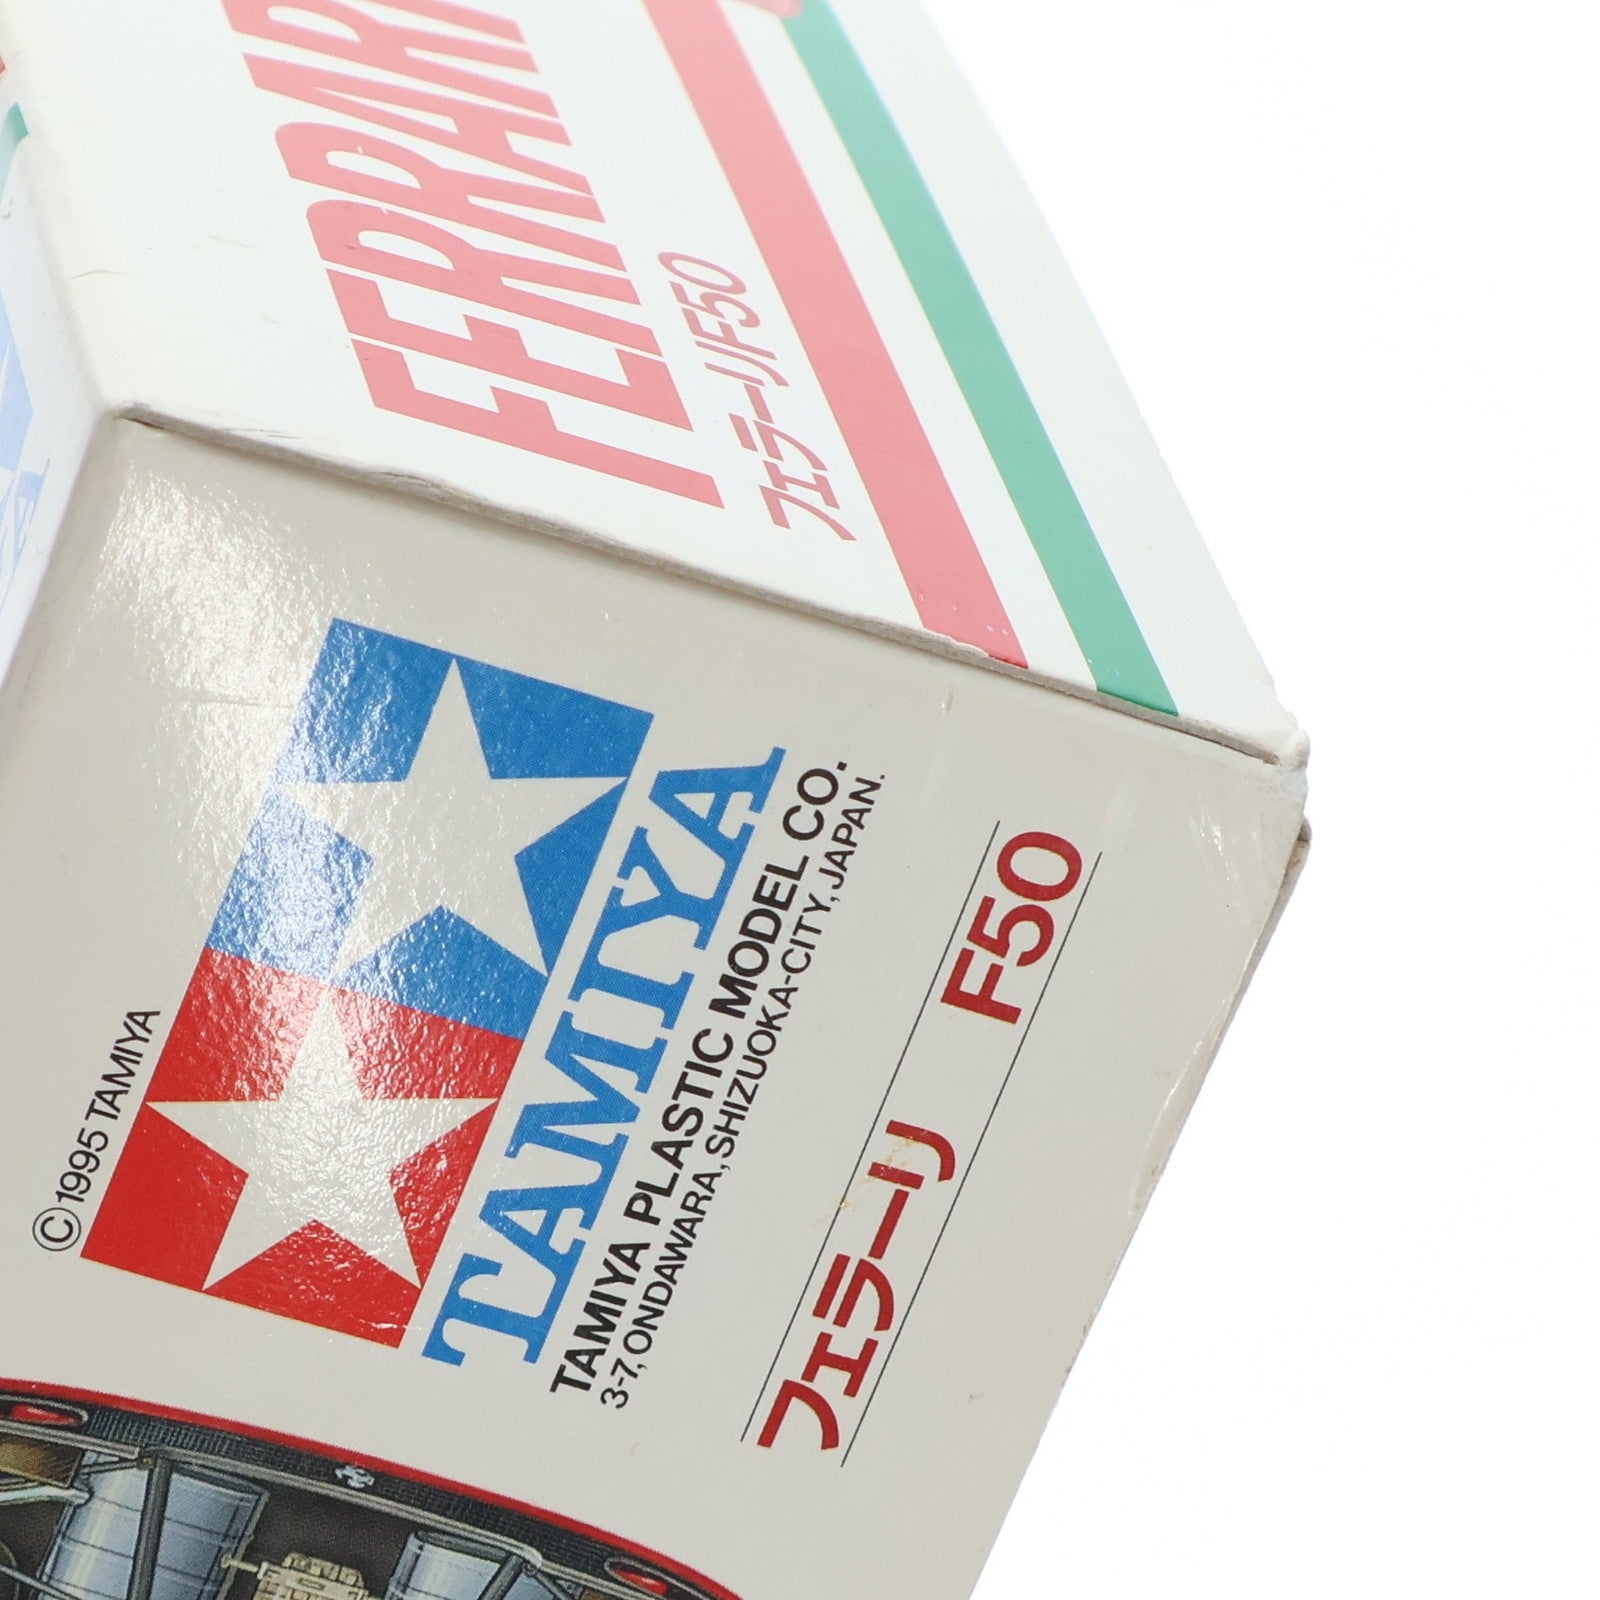 FERRARI
フェラーリF50
©1995 TAMIYA
TAMIYA
TAMIYA PLASTIC MODEL CO.
3-7, ONDAWARA, SHIZUOKA-CITY, JAPAN.
フェラーリ F50